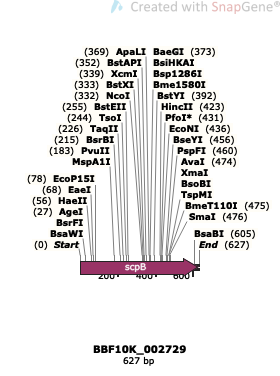 Created with SnapGene®
(369) ApaLI BaeGI (373)
(352) BstAPI BsiHKAI
(339) XcmI Bsp1286I
(333) BstXI Bme1580I
(332) NcoI BstYI (392)
(255) BstEII HincII (423)
(244) TsoI PfoI* (431)
(226) TaqII EcoNI (436)
(215) BsrBI BseYI (456)
(183) PvuII PspFI (460)
MspA1I AvaI (474)
XmaI
(78) EcoP15I BsoBI
(68) EaeI TspMI
(56) HaeII BmeT110I (475)
(27) AgeI SmaI (476)
BsrFI
BsaWI BsaBI (605)
(0) Start End (627)
scpB
200 400 600
BBF10K_002729
627 bp